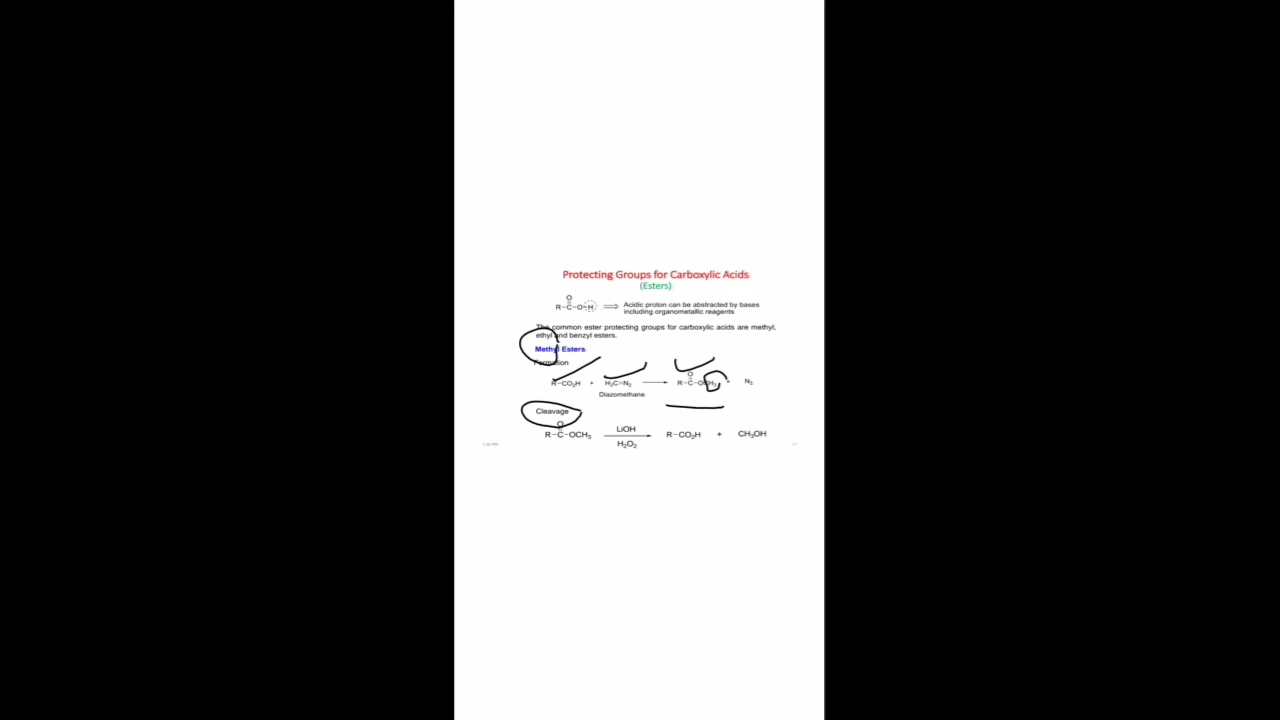 Protecting Groups for Carboxylic Acids
(Esters)
O
R-C-O-H ⟹ Acidic proton can be abstracted by bases
including organometallic reagents
The common ester protecting groups for carboxylic acids are methyl,
ethyl and benzyl esters.
Methyl Esters
Formation
O
R-CO₂H + H₂C=N₂ → R-C-OCH₃ + N₂
Diazomethane
Cleavage
O
R-C-OCH₃ LiOH → R-CO₂H + CH₃OH
H₂O₂